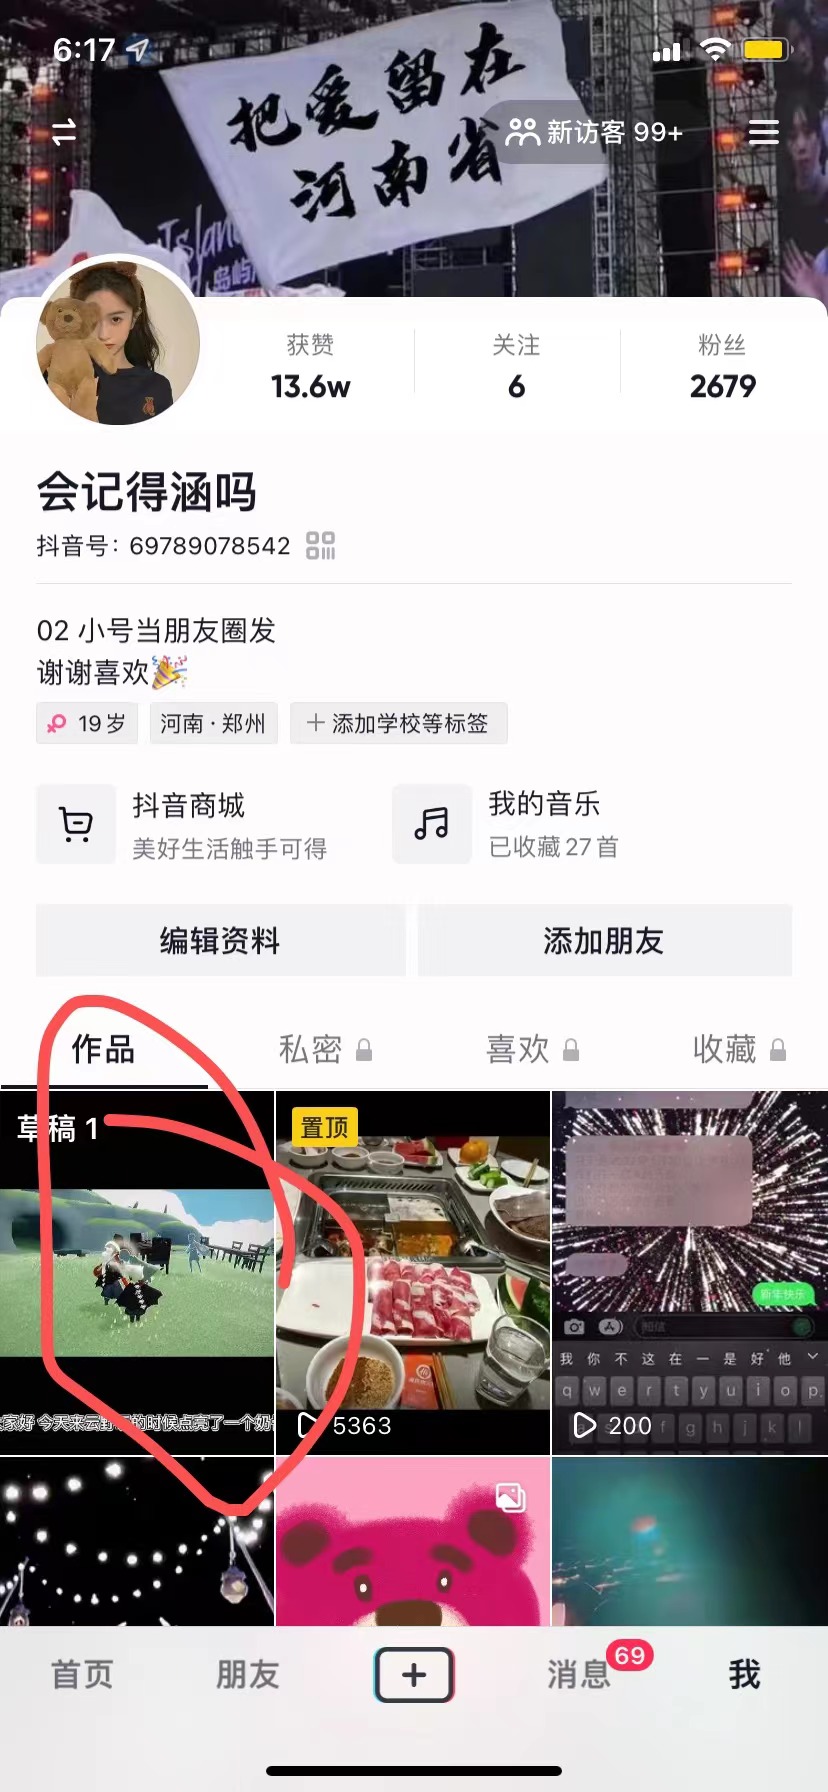 6:17
把爱留在
河南省
新访客 99+
Island
岛屿
获赞
关注
粉丝
13.6w
6
2679
会记得涵吗
抖音号：69789078542
02 小号当朋友圈发
谢谢喜欢🎉
19岁
河南·郑州
+ 添加学校等标签
抖音商城
美好生活触手可得
我的音乐
已收藏27首
编辑资料
添加朋友
作品
私密
喜欢
收藏
草稿 1
置顶
新年快乐
短信
我 你 不 这 在 一 是 好 他
q w e r t y u i o p
f g h j k l
家好 今天来云野 的时候点亮了一个奶
5363
200
首页
朋友
消息
69
我